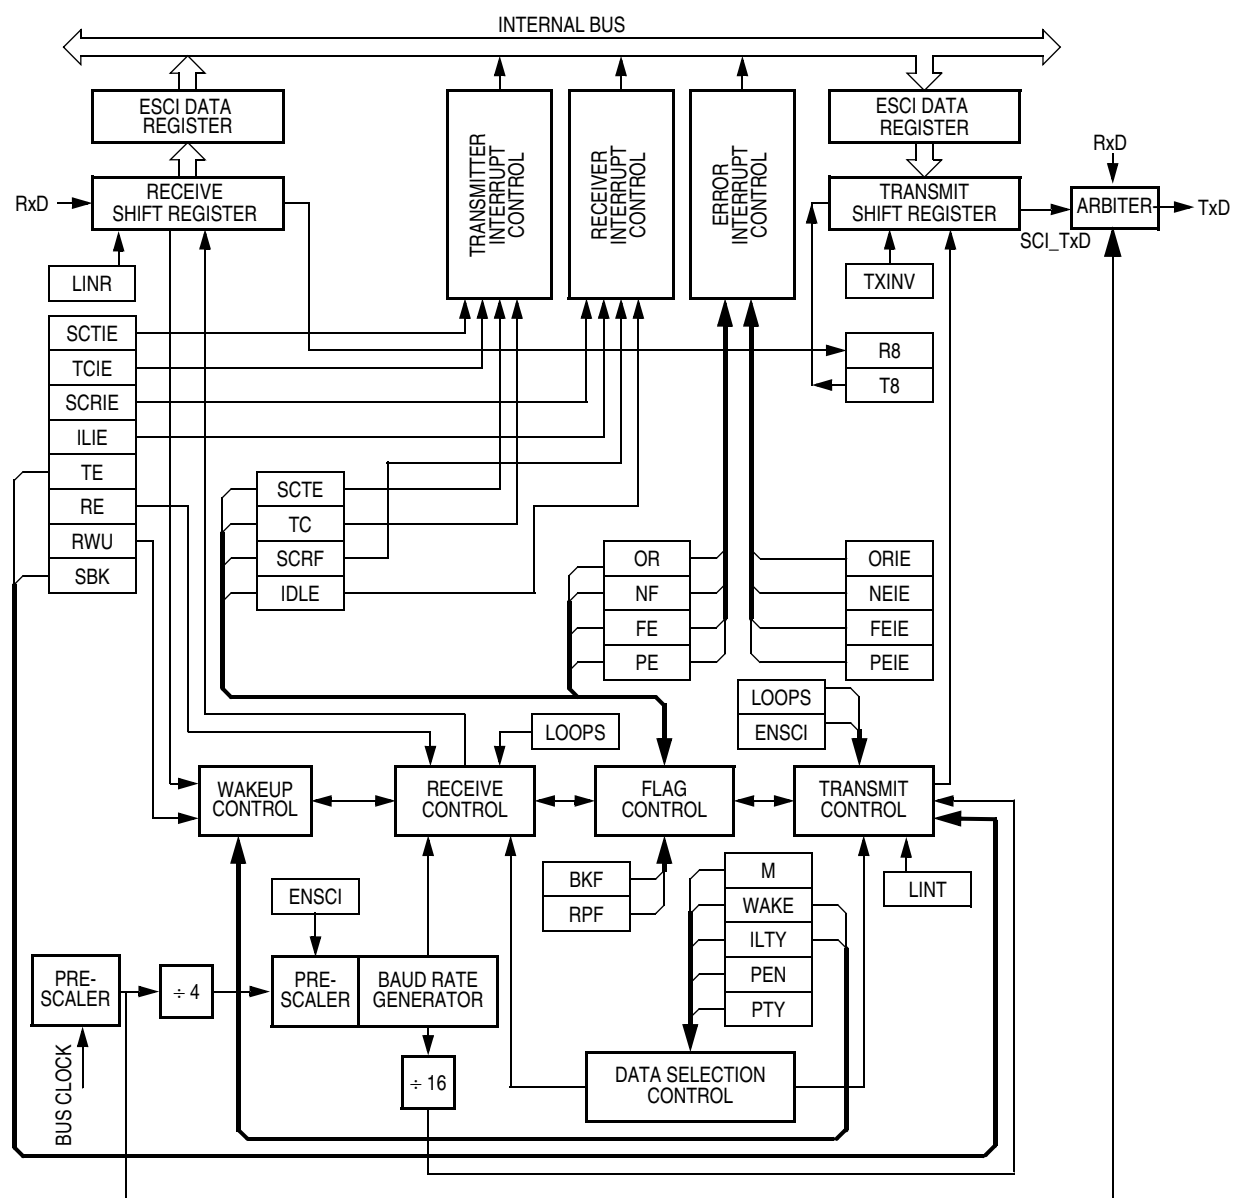 INTERNAL BUS
ESCI DATA
REGISTER
TRANSMITTER
INTERRUPT
CONTROL
RECEIVER
INTERRUPT
CONTROL
ERROR
INTERRUPT
CONTROL
ESCI DATA
REGISTER
RxD
RxD
RECEIVE
SHIFT REGISTER
TRANSMIT
SHIFT REGISTER
ARBITER
TxD
SCI_TxD
LINR
TXINV
SCTIE
TCIE
SCRIE
ILIE
TE
RE
RWU
SBK
R8
T8
SCTE
TC
SCRF
IDLE
OR
NF
FE
PE
ORIE
NEIE
FEIE
PEIE
LOOPS
LOOPS
ENSCI
WAKEUP
CONTROL
RECEIVE
CONTROL
FLAG
CONTROL
TRANSMIT
CONTROL
BKF
RPF
M
WAKE
ILTY
PEN
PTY
LINT
ENSCI
PRE-
SCALER
÷ 4
PRE-
SCALER
BAUD RATE
GENERATOR
BUS CLOCK
÷ 16
DATA SELECTION
CONTROL